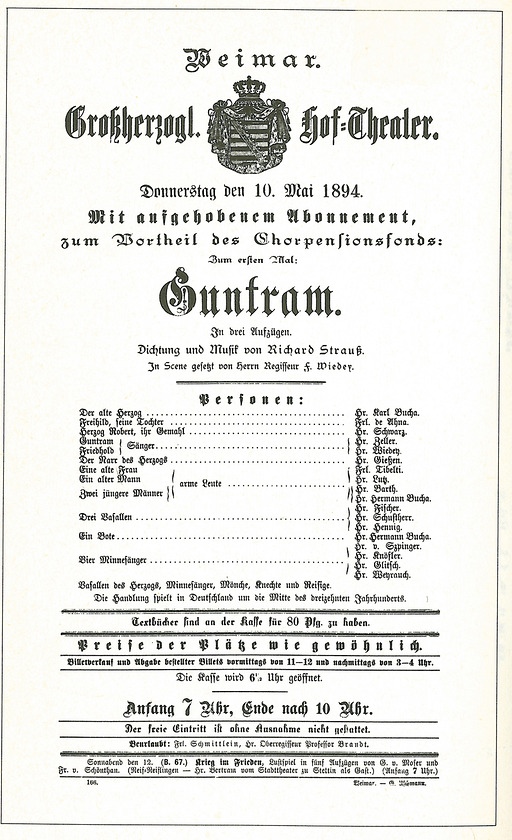 Weimar.
Großherzogl. Hof-Theater.
Donnerstag den 10. Mai 1894.
Mit aufgehobenem Abonnement,
zum Vortheil des Chorpensionsfonds:
Zum ersten Mal:
Guntram.
In drei Aufzügen.
Dichtung und Musik von Richard Strauß.
In Scene gesetzt von Herrn Regisseur F. Wiedey.
Personen:
Der alte Herzog Hr. Karl Bucha.
Freihild, seine Tochter Frl. de Ahna.
Herzog Robert, ihr Gemahl Hr. Schwarz.
Guntram } Sänger Hr. Zeller.
Friedhold Hr. Wiedey.
Der Narr des Herzogs Hr. Gießen.
Eine alte Frau } arme Leute Frl. Tibelti.
Ein alter Mann Hr. Lutz.
Zwei jüngere Männer Hr. Barth.
Hr. Hermann Bucha.
Drei Vasallen Hr. Fischer.
Hr. Schustherr.
Hr. Hennig.
Ein Bote Hr. Hermann Bucha.
Vier Minnesänger Hr. v. Szpinger.
Hr. Knöfler.
Hr. Glitsch.
Hr. Weyrauch.
Vasallen des Herzogs, Minnesänger, Mönche, Knechte und Reisige.
Die Handlung spielt in Deutschland um die Mitte des dreizehnten Jahrhunderts.
Textbücher sind an der Kasse für 80 Pfg. zu haben.
Preise der Plätze wie gewöhnlich.
Billetverkauf und Abgabe bestellter Billets vormittags von 11–12 und nachmittags von 3–4 Uhr.
Die Kasse wird 6½ Uhr geöffnet.
Anfang 7 Uhr, Ende nach 10 Uhr.
Der freie Eintritt ist ohne Ausnahme nicht gestattet.
Beurlaubt: Frl. Schmittlein, Hr. Oberregisseur Professor Brandt.
Sonnabend den 12. (B. 67.) Krieg im Frieden, Lustspiel in fünf Aufzügen von G. v. Moser und
Fr. v. Schönthan. (Reif-Reiflingen — Hr. Bertram vom Stadttheater zu Stettin als Gast.) (Anfang 7 Uhr.)
166. Weimar. — G.